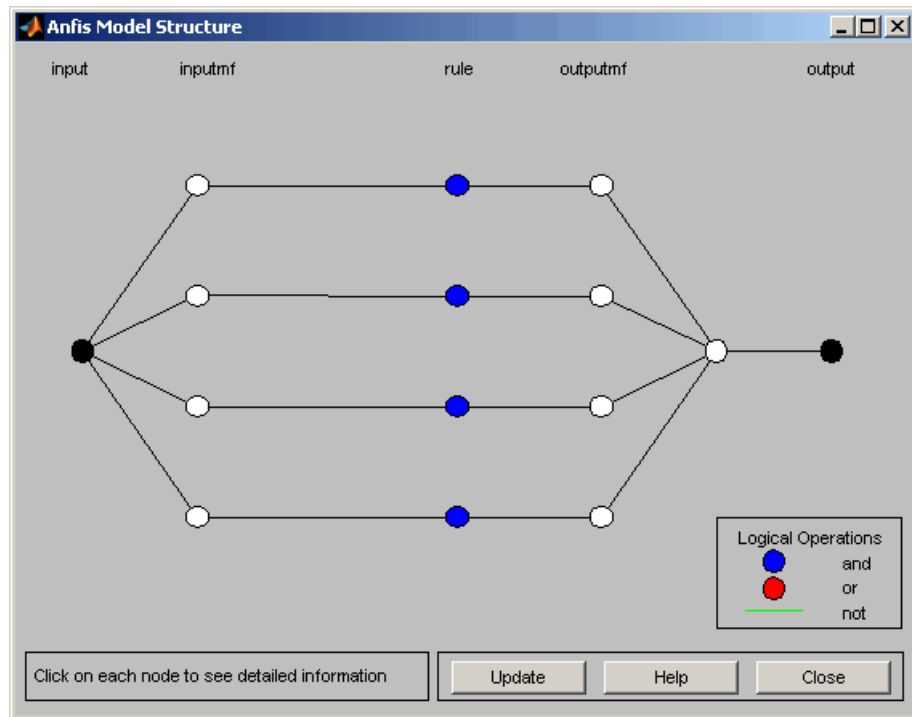 Anfis Model Structure
input inputmf rule outputmf output
Logical Operations
and
or
not
Click on each node to see detailed information
Update Help Close